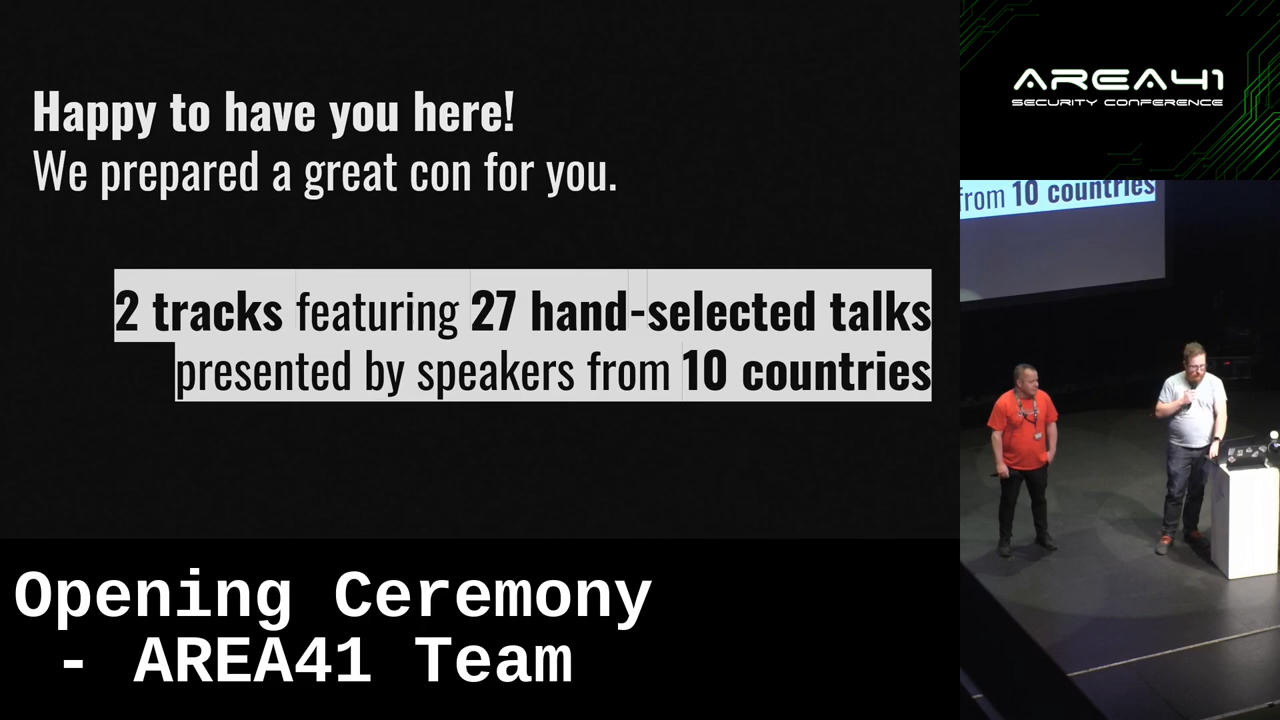 Happy to have you here!
We prepared a great con for you.
2 tracks featuring 27 hand-selected talks
presented by speakers from 10 countries
Opening Ceremony
- AREA41 Team
AREA41
SECURITY CONFERENCE
from 10 countries